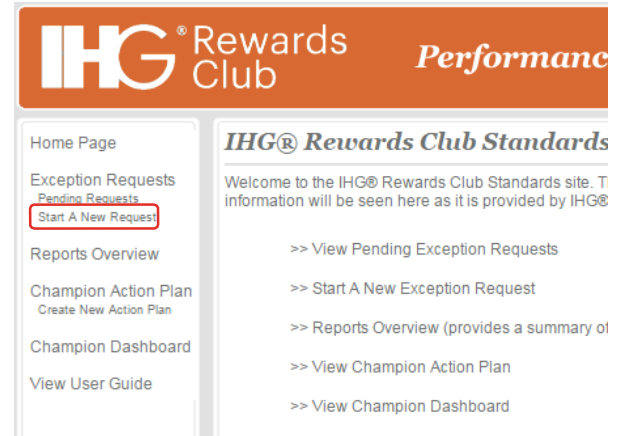 IHG® Rewards
Club
Performanc
Home Page
Exception Requests
Pending Requests
Start A New Request
Reports Overview
Champion Action Plan
Create New Action Plan
Champion Dashboard
View User Guide
IHG® Rewards Club Standards
Welcome to the IHG® Rewards Club Standards site. T
information will be seen here as it is provided by IHG®
>> View Pending Exception Requests
>> Start A New Exception Request
>> Reports Overview (provides a summary of
>> View Champion Action Plan
>> View Champion Dashboard